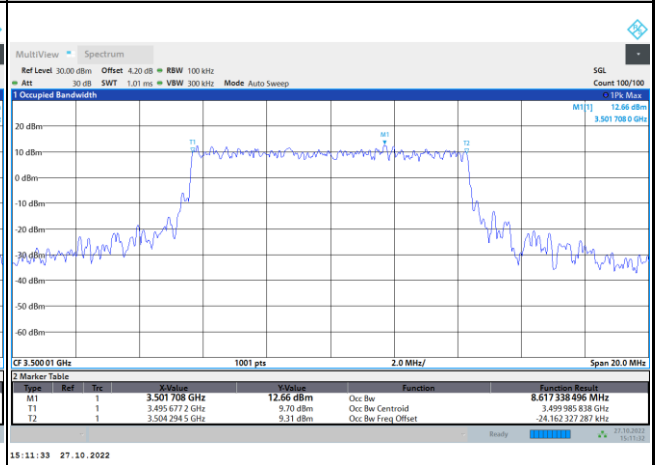 MultiView Spectrum
Ref Level 30.00 dBm Offset 4.20 dB RBW 100 kHz SGL
Att 30 dB SWT 1.01 ms VBW 300 kHz Mode Auto Sweep Count 100/100
1 Occupied Bandwidth 1Pk Max
M1[1] 12.66 dBm
3.501 708 0 GHz
20 dBm
M1
T1 T2
10 dBm
0 dBm
-10 dBm
-20 dBm
-30 dBm
-40 dBm
-50 dBm
-60 dBm
CF 3.500 01 GHz 1001 pts 2.0 MHz/ Span 20.0 MHz
2 Marker Table
Type Ref Trc X-Value Y-Value Function Function Result
M1 1 3.501 708 GHz 12.66 dBm Occ Bw 8.617 338 496 MHz
T1 1 3.495 677 2 GHz 9.70 dBm Occ Bw Centroid 3.499 985 838 GHz
T2 1 3.504 294 5 GHz 9.31 dBm Occ Bw Freq Offset -24.162 327 287 kHz
Ready 27.10.2022
15:11:32
15:11:33 27.10.2022